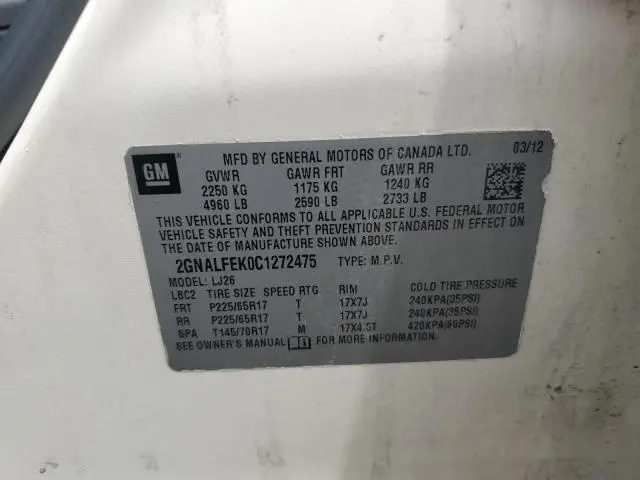 GM
MFD BY GENERAL MOTORS OF CANADA LTD. 03/12
GVWR GAWR FRT GAWR RR
2250 KG 1175 KG 1240 KG
4960 LB 2590 LB 2733 LB
THIS VEHICLE CONFORMS TO ALL APPLICABLE U.S. FEDERAL MOTOR
VEHICLE SAFETY AND THEFT PREVENTION STANDARDS IN EFFECT ON
THE DATE OF MANUFACTURE SHOWN ABOVE.
2GNALFEK0C1272475 TYPE: M.P.V.
MODEL: LJ26
LBC2 TIRE SIZE SPEED RTG RIM COLD TIRE PRESSURE
FRT P225/65R17 T 17X7J 240KPA(35PSI)
RR P225/65R17 T 17X7J 240KPA(35PSI)
SPA T145/70R17 M 17X4.5T 420KPA(60PSI)
SEE OWNER'S MANUAL FOR MORE INFORMATION.